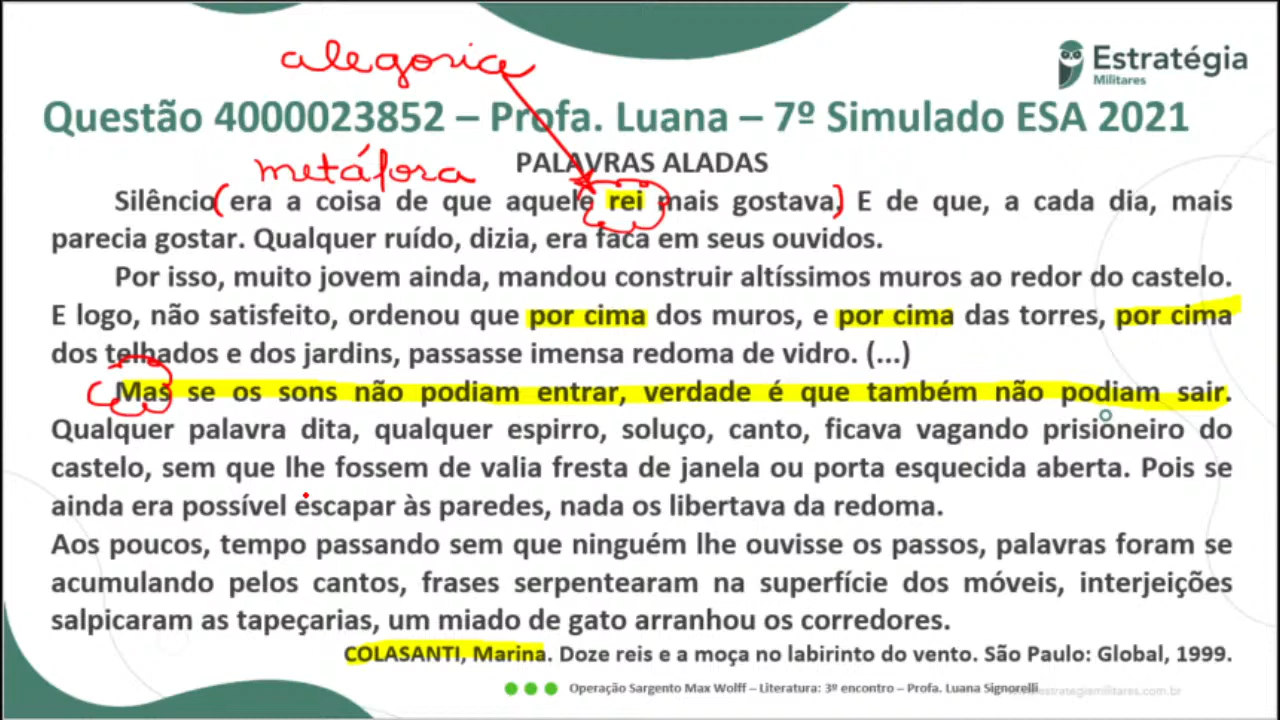 alegoria
Estratégia
Militares
Questão 4000023852 – Profa. Luana – 7º Simulado ESA 2021
metáfora
PALAVRAS ALADAS
Silêncio (era a coisa de que aquele rei mais gostava.) E de que, a cada dia, mais
parecia gostar. Qualquer ruído, dizia, era faca em seus ouvidos.
Por isso, muito jovem ainda, mandou construir altíssimos muros ao redor do castelo.
E logo, não satisfeito, ordenou que por cima dos muros, e por cima das torres, por cima
dos telhados e dos jardins, passasse imensa redoma de vidro. (...)
Mas se os sons não podiam entrar, verdade é que também não podiam sair.
Qualquer palavra dita, qualquer espirro, soluço, canto, ficava vagando prisioneiro do
castelo, sem que lhe fossem de valia fresta de janela ou porta esquecida aberta. Pois se
ainda era possível escapar às paredes, nada os libertava da redoma.
Aos poucos, tempo passando sem que ninguém lhe ouvisse os passos, palavras foram se
acumulando pelos cantos, frases serpentearam na superfície dos móveis, interjeições
salpicaram as tapeçarias, um miado de gato arranhou os corredores.
COLASANTI, Marina. Doze reis e a moça no labirinto do vento. São Paulo: Global, 1999.
Operação Sargento Max Wolff – Literatura: 3º encontro – Profa. Luana Signorelli